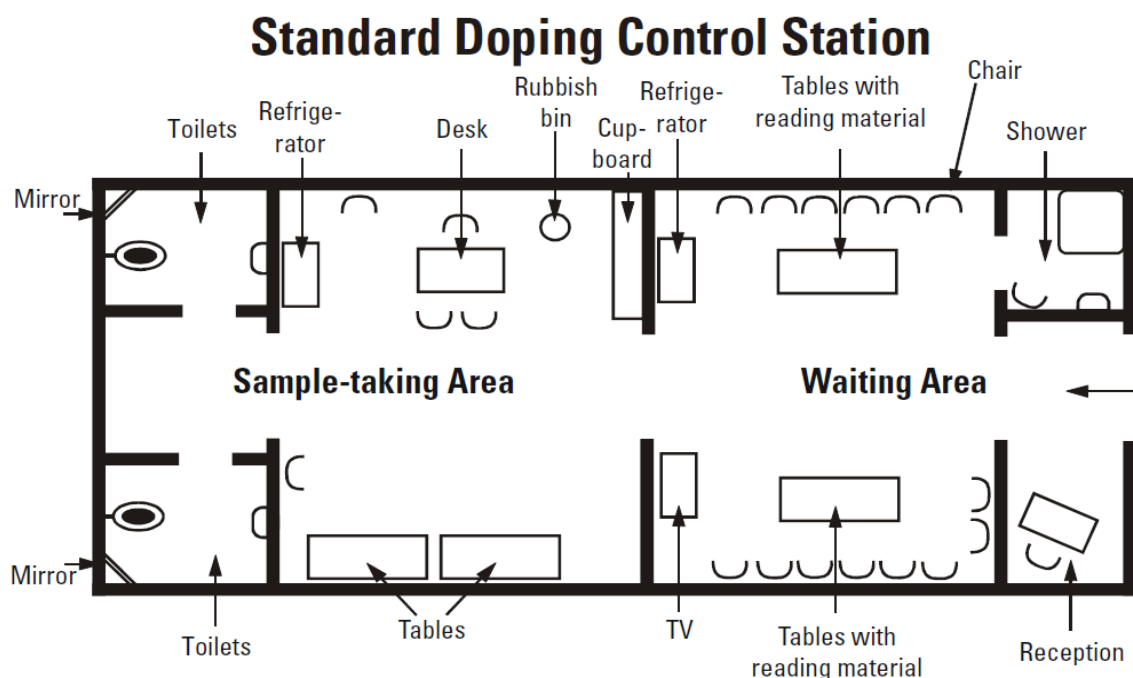 Standard Doping Control Station
Toilets
Refrige-
rator
Desk
Rubbish
bin
Cup-
board
Refrige-
rator
Tables with
reading material
Chair
Shower
Mirror
Sample-taking Area
Waiting Area
Mirror
Toilets
Tables
TV
Tables with
reading material
Reception